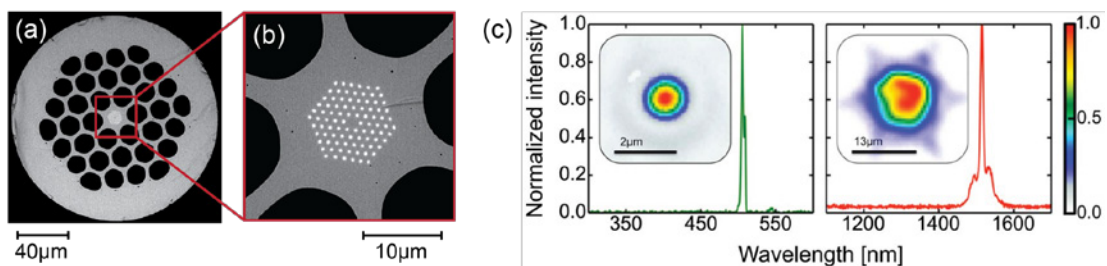 (a)
(b)
(c)
40μm
10μm
Normalized intensity
1.0
0.8
0.6
0.4
0.2
0.0
2μm
13μm
350 450 550
1200 1400 1600
Wavelength [nm]
1.0
0.5
0.0